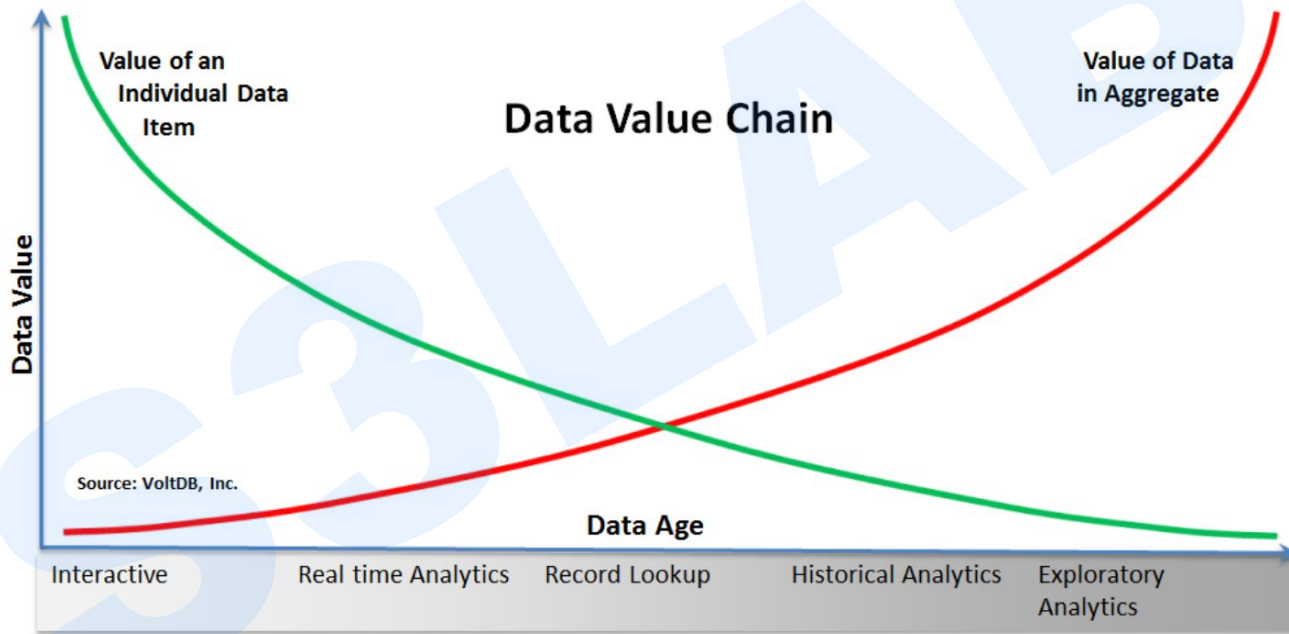 Value of an
Individual Data
Item
Value of Data
in Aggregate
Data Value Chain
Data Value
Source: VoltDB, Inc.
Data Age
Interactive
Real time Analytics
Record Lookup
Historical Analytics
Exploratory
Analytics
S3LAB